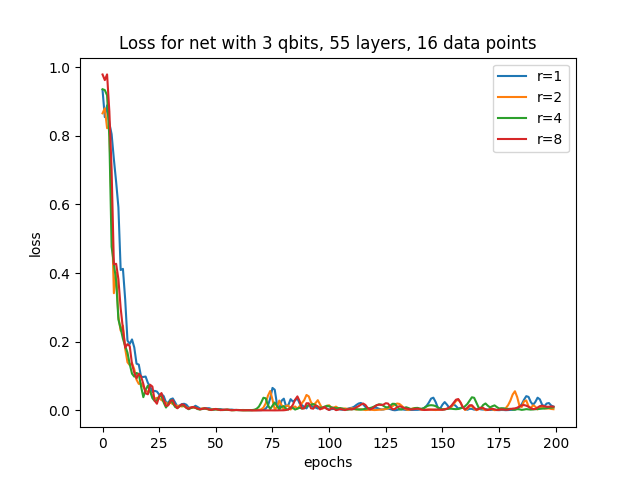 Loss for net with 3 qbits, 55 layers, 16 data points
r=1
r=2
r=4
r=8
1.0
0.8
0.6
0.4
0.2
0.0
loss
0 25 50 75 100 125 150 175 200
epochs